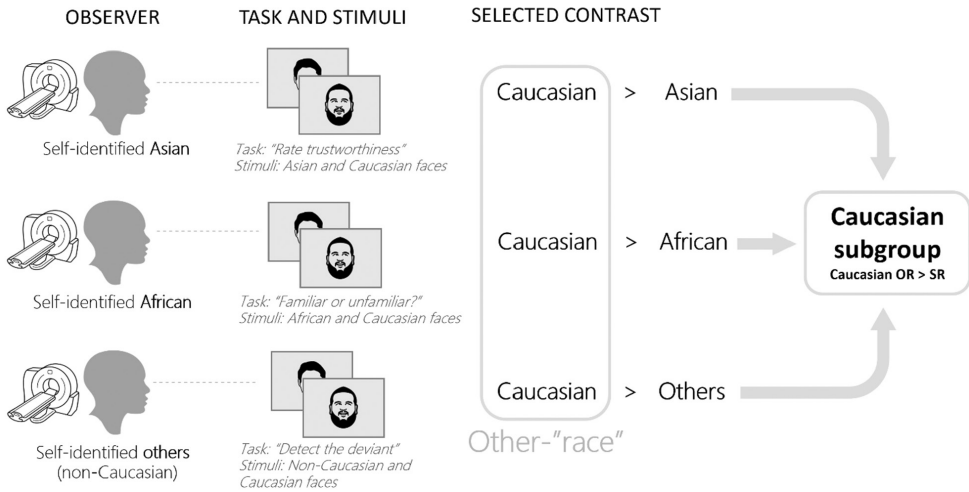 OBSERVER
TASK AND STIMULI
SELECTED CONTRAST
Self-identified Asian
Task: “Rate trustworthiness”
Stimuli: Asian and Caucasian faces
Caucasian > Asian
Self-identified African
Task: “Familiar or unfamiliar?”
Stimuli: African and Caucasian faces
Caucasian > African
Self-identified others
(non-Caucasian)
Task: “Detect the deviant”
Stimuli: Non-Caucasian and
Caucasian faces
Caucasian > Others
Other-”race”
Caucasian
subgroup
Caucasian OR > SR